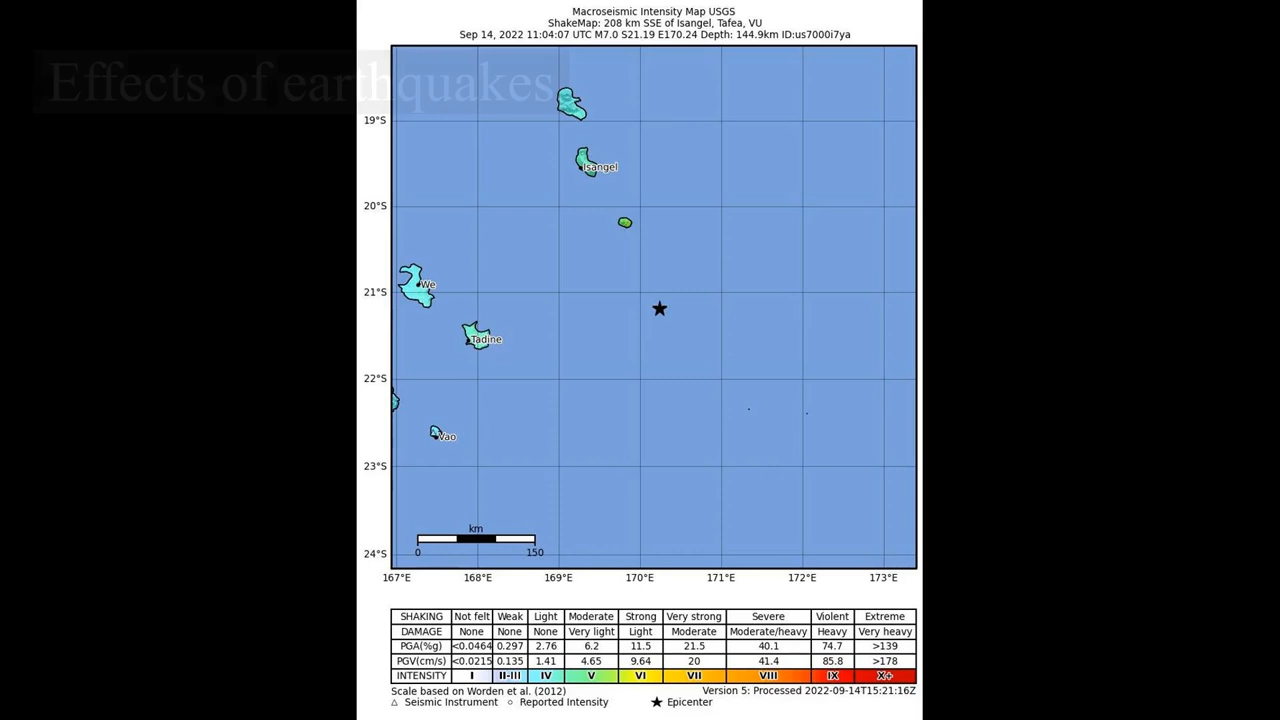 Macroseismic Intensity Map USGS
ShakeMap: 208 km SSE of Isangel, Tafea, VU
Sep 14, 2022 11:04:07 UTC M7.0 S21.19 E170.24 Depth: 144.9km ID:us7000i7ya
Effects of earthquakes
19°S
Isangel
20°S
We
21°S
Tadine
22°S
Vao
23°S
km
0 150
24°S
167°E 168°E 169°E 170°E 171°E 172°E 173°E
SHAKING Not felt Weak Light Moderate Strong Very strong Severe Violent Extreme
DAMAGE None None None Very light Light Moderate Moderate/heavy Heavy Very heavy
PGA(%g) <0.0464 0.297 2.76 6.2 11.5 21.5 40.1 74.7 >139
PGV(cm/s) <0.0215 0.135 1.41 4.65 9.64 20 41.4 85.8 >178
INTENSITY I II-III IV V VI VII VIII IX X+
Scale based on Worden et al. (2012) Version 5: Processed 2022-09-14T15:21:16Z
△ Seismic Instrument ○ Reported Intensity ★ Epicenter